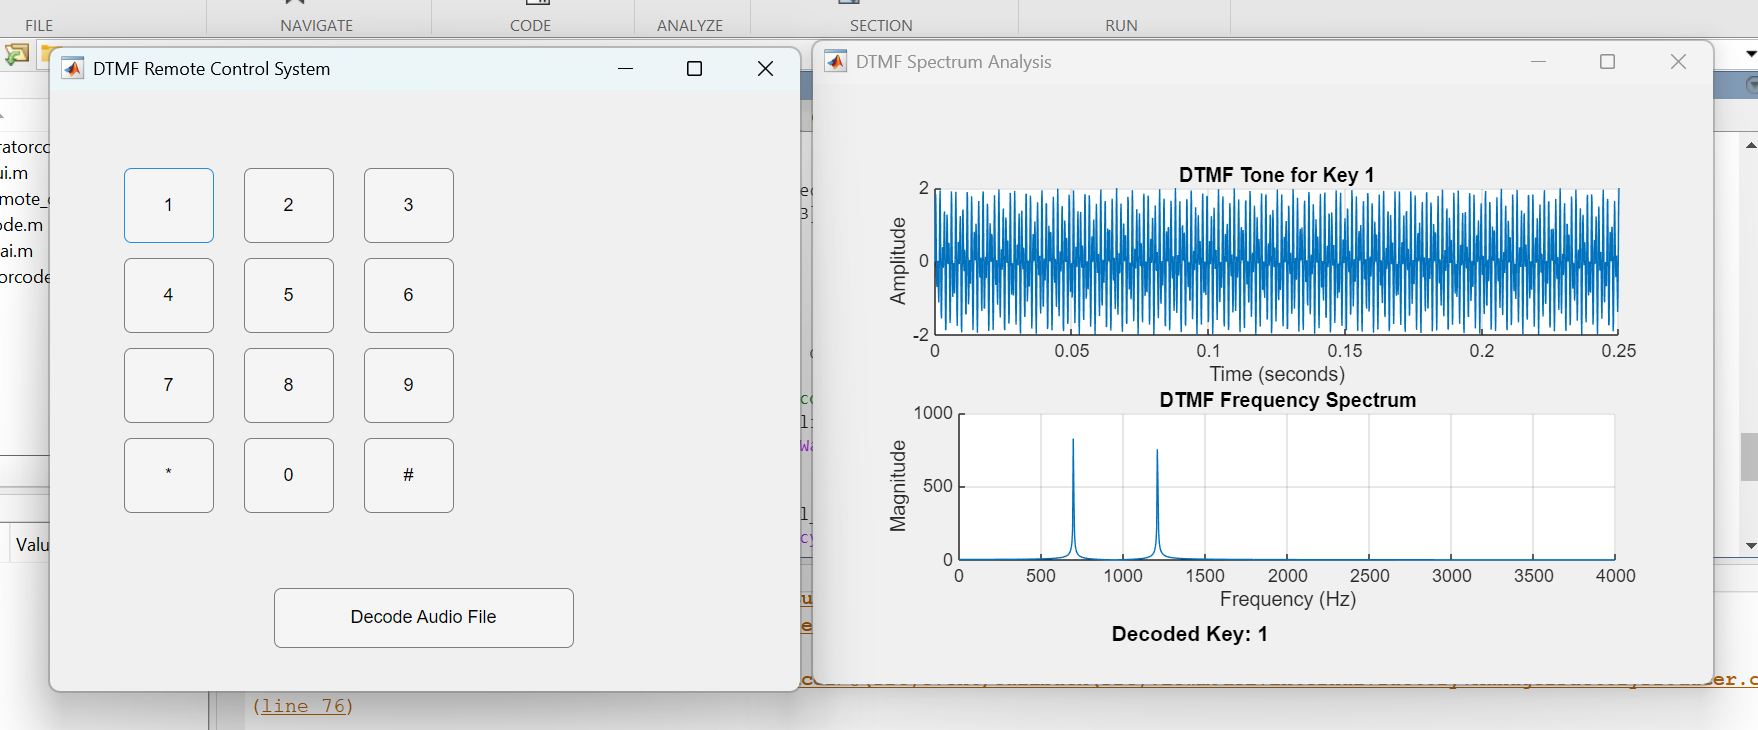 FILE NAVIGATE CODE ANALYZE SECTION RUN
DTMF Remote Control System
1 2 3
4 5 6
7 8 9
* 0 #
Decode Audio File
DTMF Spectrum Analysis
DTMF Tone for Key 1
Amplitude
2
0
-2
0 0.05 0.1 0.15 0.2 0.25
Time (seconds)
DTMF Frequency Spectrum
Magnitude
1000
500
0
0 500 1000 1500 2000 2500 3000 3500 4000
Frequency (Hz)
Decoded Key: 1
ui.m
ode.m
ai.m
orcode
Valu
(line 76)